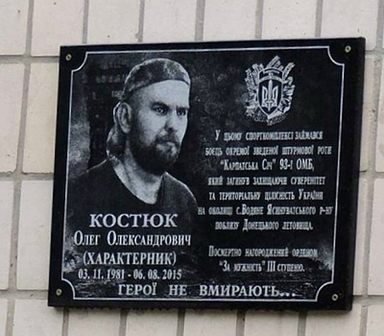 У цьому спорткомплексі займався
боєць окремої зведеної штурмової роти
"Карпатська Січ" 93-ї ОМБ,
який загинув захищаючи суверенітет
та територіальну цілісність України
на околиці с.Водяне Ясинуватського р-ну
поблизу Донецького летовища.
Посмертно нагороджений орденом
"За мужність" III ступеню.
КОСТЮК
Олег Олександрович
(ХАРАКТЕРНИК)
03.11.1981 - 06.08.2015
ГЕРОЇ НЕ ВМИРАЮТЬ...